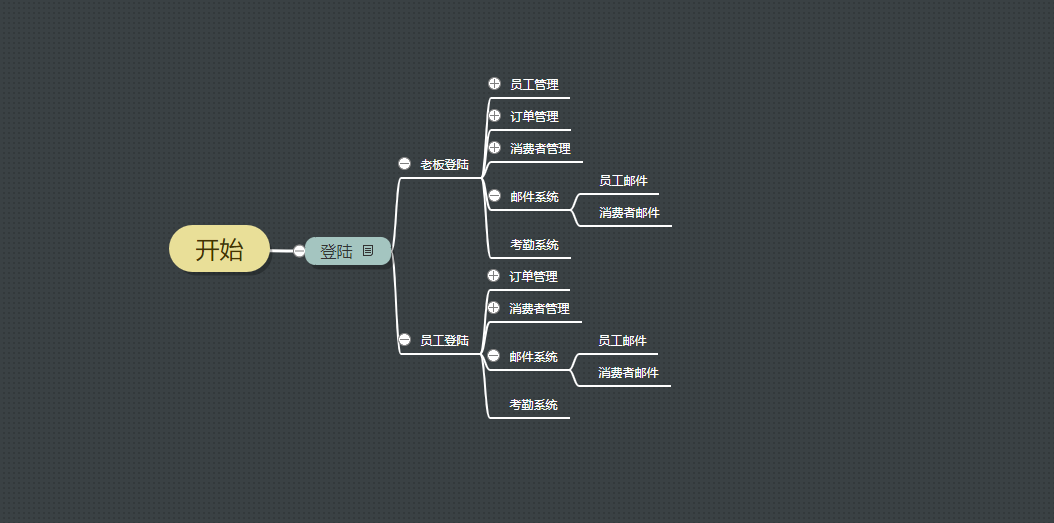 开始
登陆
老板登陆
员工管理
订单管理
消费者管理
邮件系统
员工邮件
消费者邮件
考勤系统
员工登陆
订单管理
消费者管理
邮件系统
员工邮件
消费者邮件
考勤系统